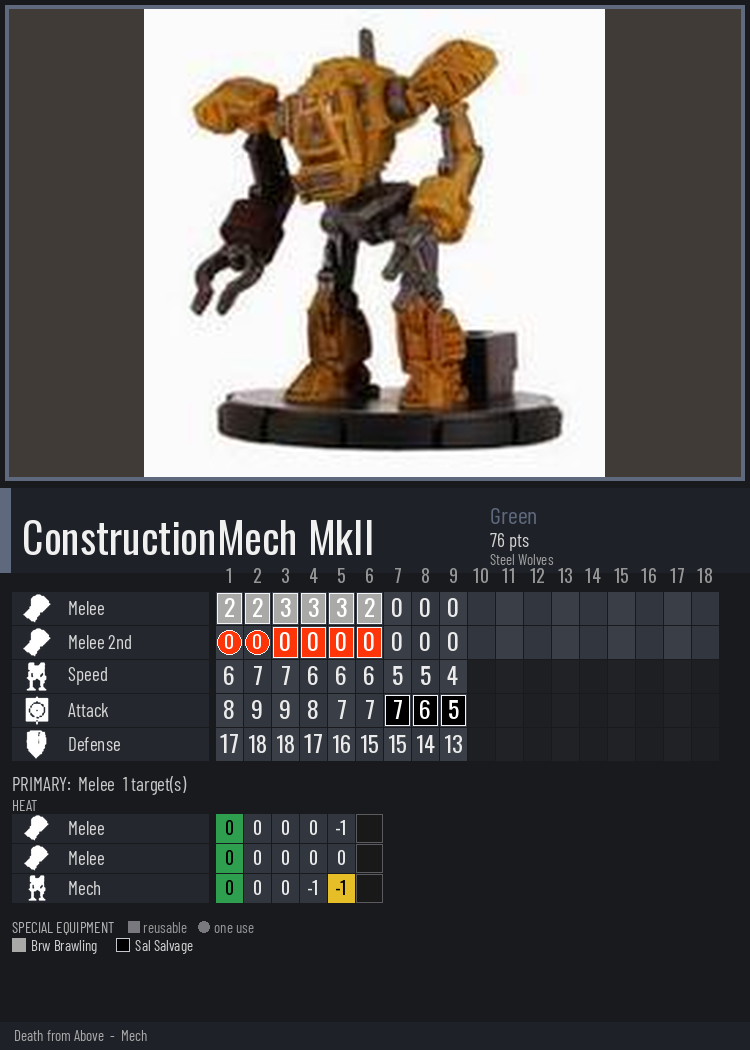 ConstructionMech MkII
Green
76 pts
Steel Wolves
1 2 3 4 5 6 7 8 9 10 11 12 13 14 15 16 17 18
Melee 2 2 3 3 3 2 0 0 0
Melee 2nd 0 0 0 0 0 0 0 0 0
Speed 6 7 7 6 6 6 5 5 4
Attack 8 9 9 8 7 7 7 6 5
Defense 17 18 18 17 16 15 15 14 13
PRIMARY: Melee 1 target(s)
HEAT
Melee 0 0 0 0 -1
Melee 0 0 0 0 0
Mech 0 0 0 -1 -1
SPECIAL EQUIPMENT reusable one use
Brw Brawling Sal Salvage
Death from Above - Mech